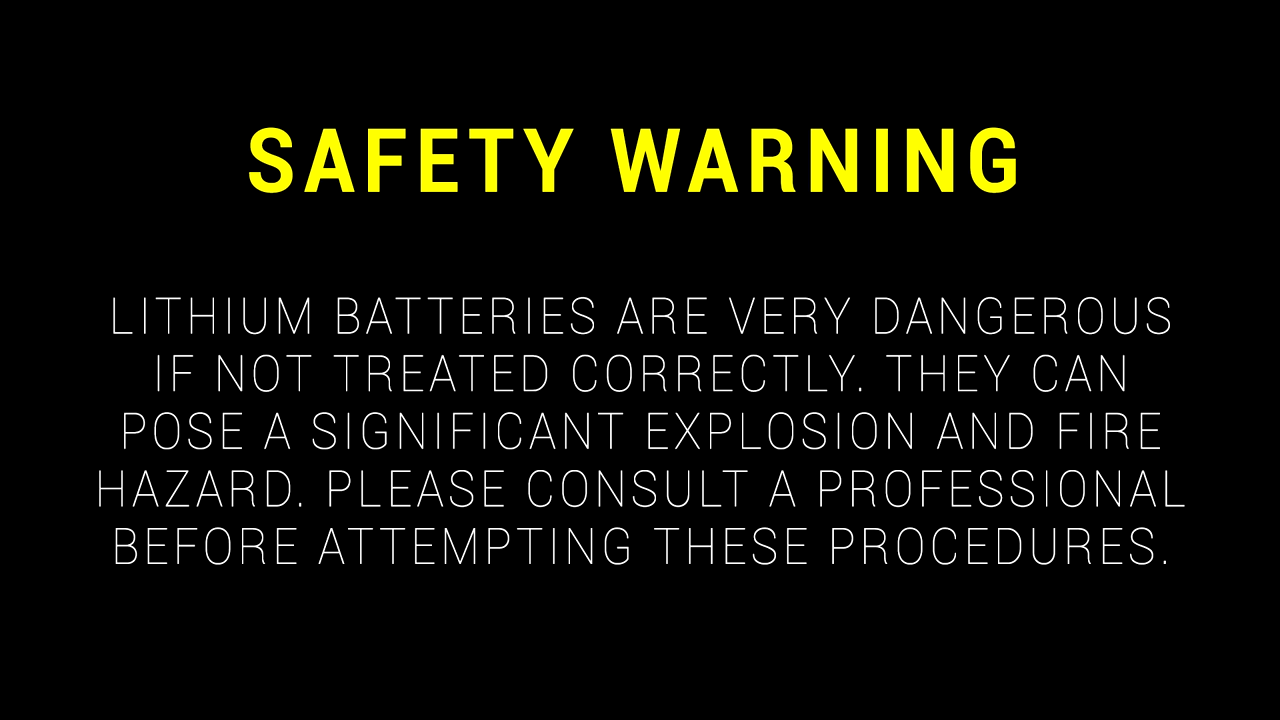 SAFETY WARNING
LITHIUM BATTERIES ARE VERY DANGEROUS
IF NOT TREATED CORRECTLY. THEY CAN
POSE A SIGNIFICANT EXPLOSION AND FIRE
HAZARD. PLEASE CONSULT A PROFESSIONAL
BEFORE ATTEMPTING THESE PROCEDURES.